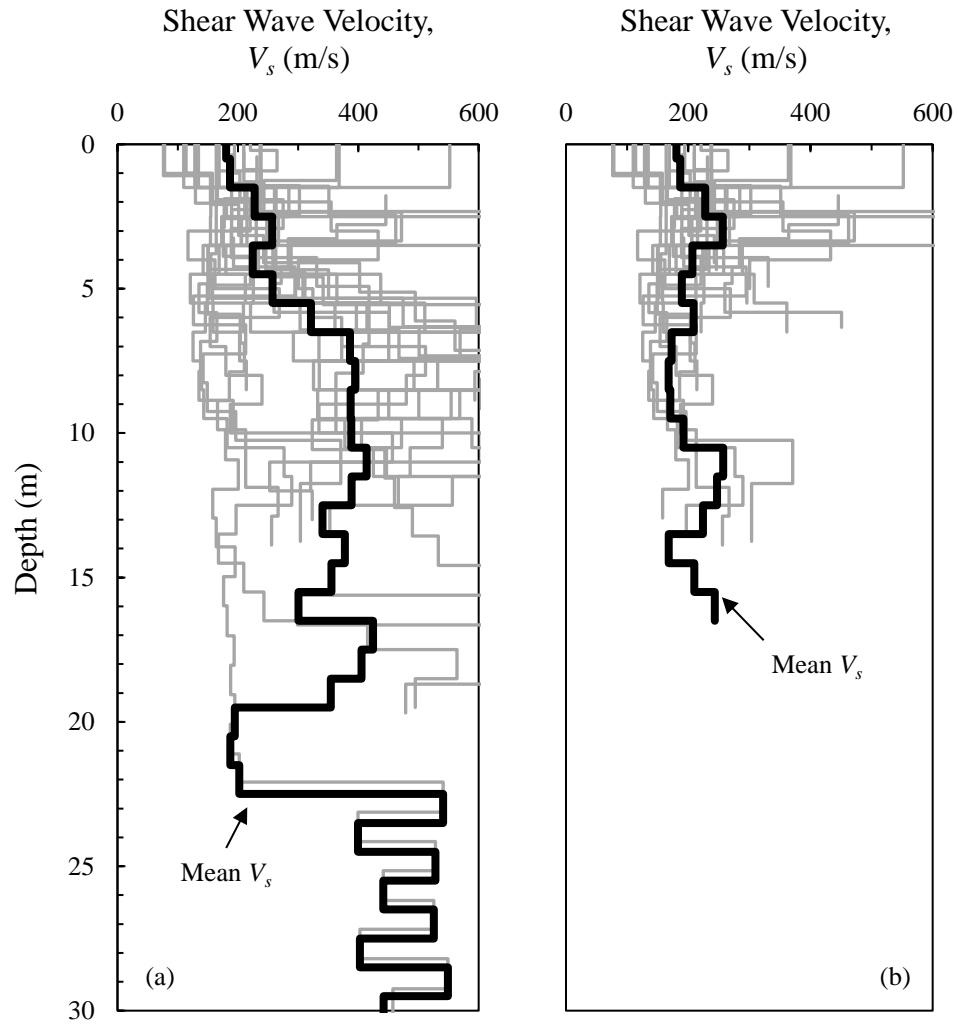 Shear Wave Velocity,
V_s (m/s)
0 200 400 600
Shear Wave Velocity,
V_s (m/s)
0 200 400 600
Depth (m)
0
5
10
15
20
25
30
Mean V_s
(a)
Mean V_s
(b)